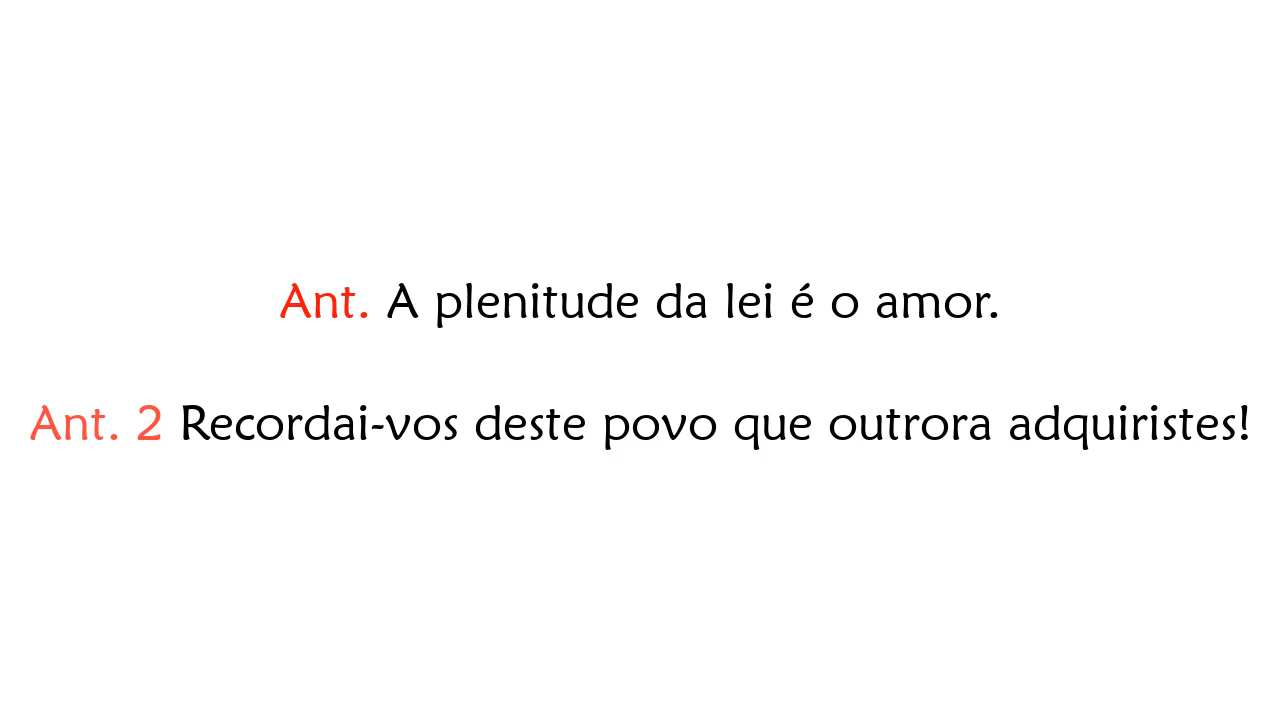 Ant. A plenitude da lei é o amor.
Ant. 2 Recordai-vos deste povo que outrora adquiristes!